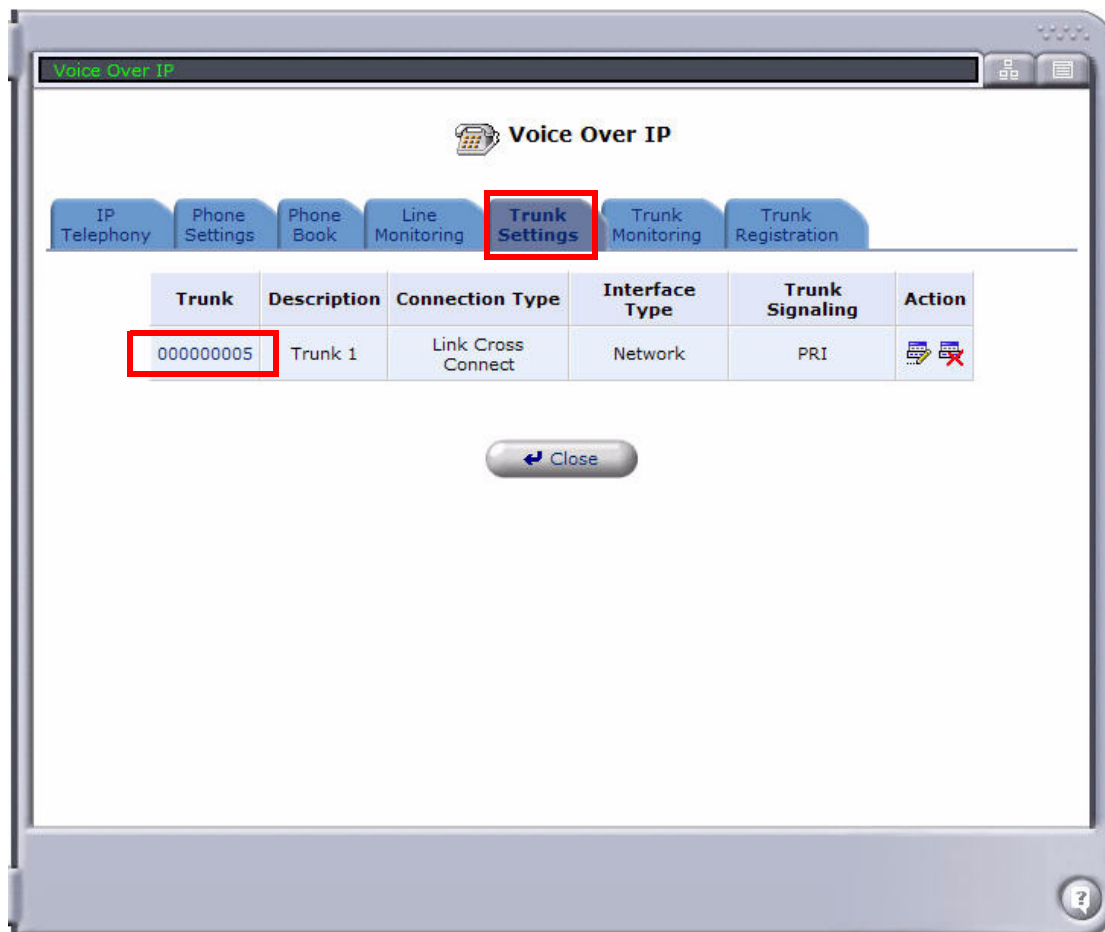 Voice Over IP
Voice Over IP
IP
Telephony
Phone
Settings
Phone
Book
Line
Monitoring
Trunk
Settings
Trunk
Monitoring
Trunk
Registration
Trunk
Description
Connection Type
Interface
Type
Trunk
Signaling
Action
000000005
Trunk 1
Link Cross
Connect
Network
PRI
Close
?